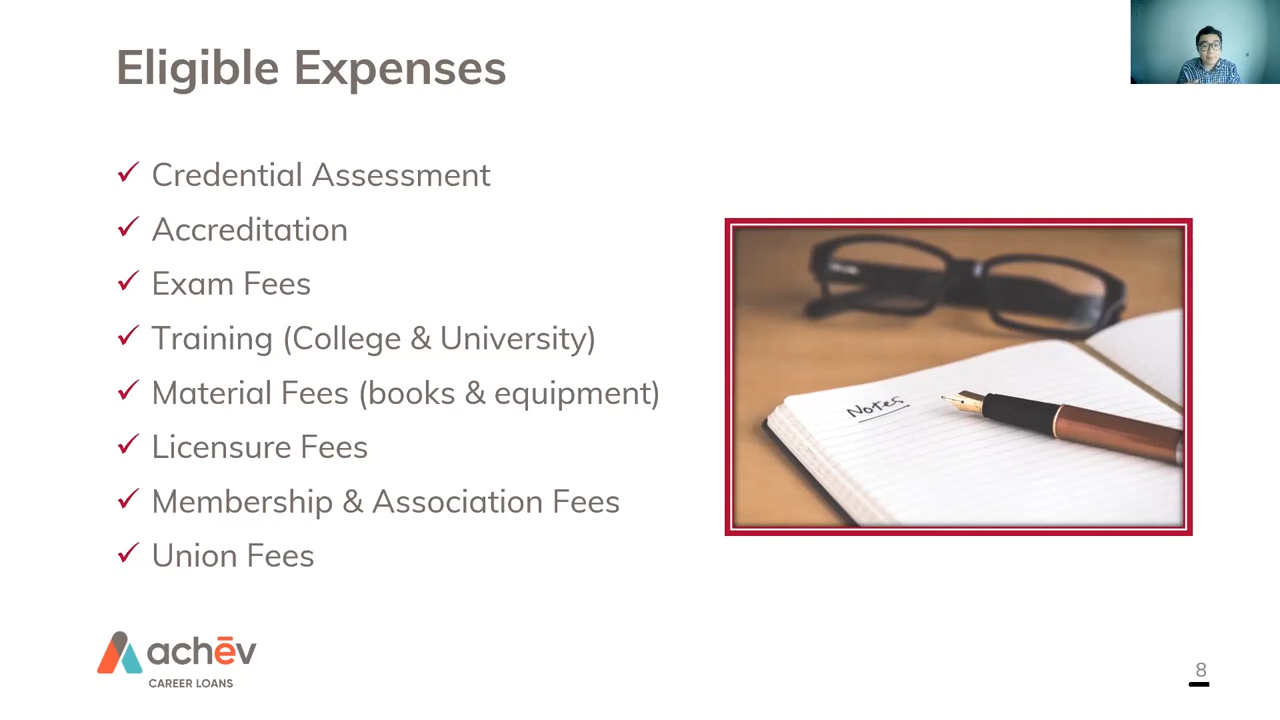 Eligible Expenses
✓ Credential Assessment
✓ Accreditation
✓ Exam Fees
✓ Training (College & University)
✓ Material Fees (books & equipment)
✓ Licensure Fees
✓ Membership & Association Fees
✓ Union Fees
Notes
achēv
CAREER LOANS
8